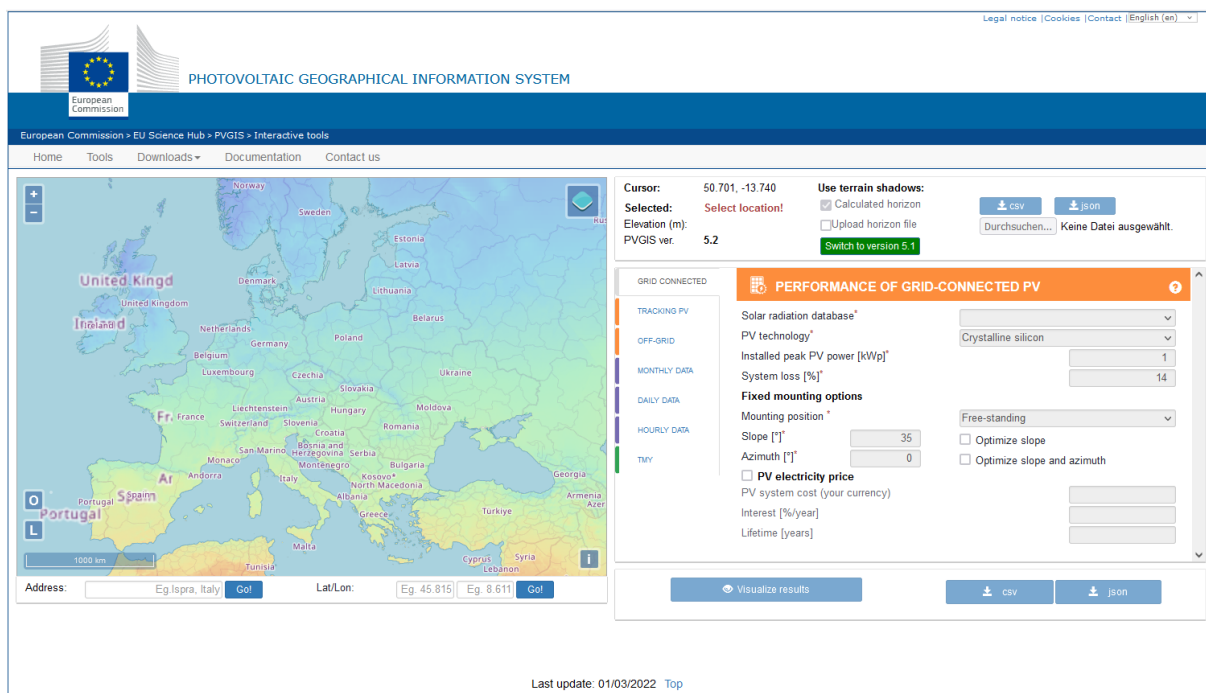 Legal notice |Cookies |Contact |English (en)
European
Commission
PHOTOVOLTAIC GEOGRAPHICAL INFORMATION SYSTEM
European Commission > EU Science Hub > PVGIS > Interactive tools
Home Tools Downloads Documentation Contact us
+
−
Norway
Sweden
Rus
Estonia
Latvia
United Kingd
Denmark
Lithuania
United Kingdom
Ireland
Netherlands
Belarus
Germany
Poland
Belgium
Luxembourg
Czechia
Ukraine
Slovakia
Austria
Liechtenstein
Hungary
Moldova
Fr. France
Switzerland
Slovenia
Croatia
Romania
San Marino
Bosnia and
Herzegovina
Serbia
Monaco
Montenegro
Bulgaria
Ar
Andorra
Italy
Kosovo*
North Macedonia
Georgia
Spain
Portugal
Albania
Armenia
Azer
O
Portugal
Greece
Türkiye
L
Malta
1000 km
Tunisia
Cyprus
Syria
Lebanon
i
Address: Eg.Ispra, Italy Go! Lat/Lon: Eg. 45.815 Eg. 8.611 Go!
Cursor: 50.701, -13.740 Use terrain shadows:
Selected: Select location! Calculated horizon csv json
Elevation (m): Upload horizon file Durchsuchen... Keine Datei ausgewählt.
PVGIS ver. 5.2 Switch to version 5.1
GRID CONNECTED
TRACKING PV
OFF-GRID
MONTHLY DATA
DAILY DATA
HOURLY DATA
TMY
PERFORMANCE OF GRID-CONNECTED PV ?
Solar radiation database*
PV technology* Crystalline silicon
Installed peak PV power [kWp]* 1
System loss [%]* 14
Fixed mounting options
Mounting position * Free-standing
Slope [°]* 35 Optimize slope
Azimuth [°]* 0 Optimize slope and azimuth
PV electricity price
PV system cost (your currency)
Interest [%/year]
Lifetime [years]
Visualize results csv json
Last update: 01/03/2022 Top